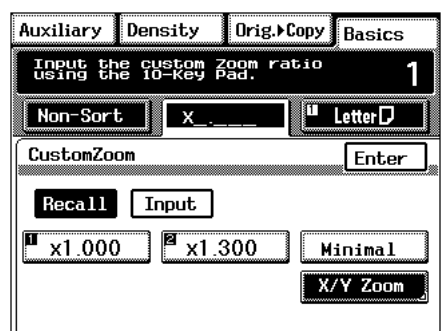 Auxiliary Density Orig.▸Copy Basics
Input the custom Zoom ratio
using the 10-Key Pad.
1
Non-Sort x_.___ 1 Letter
CustomZoom Enter
Recall Input
1 x1.000 2 x1.300 Minimal
X/Y Zoom